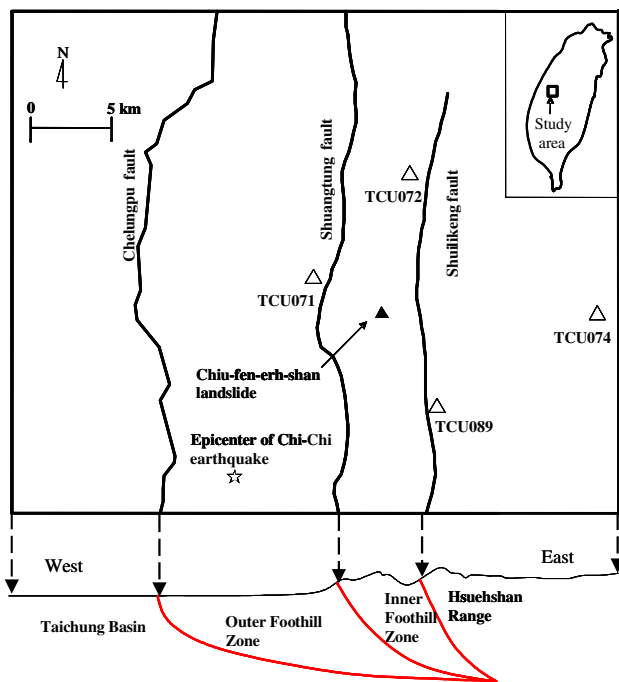 N
0 5 km
Chelungpu fault
Shuangtung fault
Shuilikeng fault
Study
area
TCU072
TCU071
TCU074
Chiu-fen-erh-shan
landslide
TCU089
Epicenter of Chi-Chi
earthquake
West
East
Taichung Basin
Outer Foothill
Zone
Inner
Foothill
Zone
Hsuehshan
Range